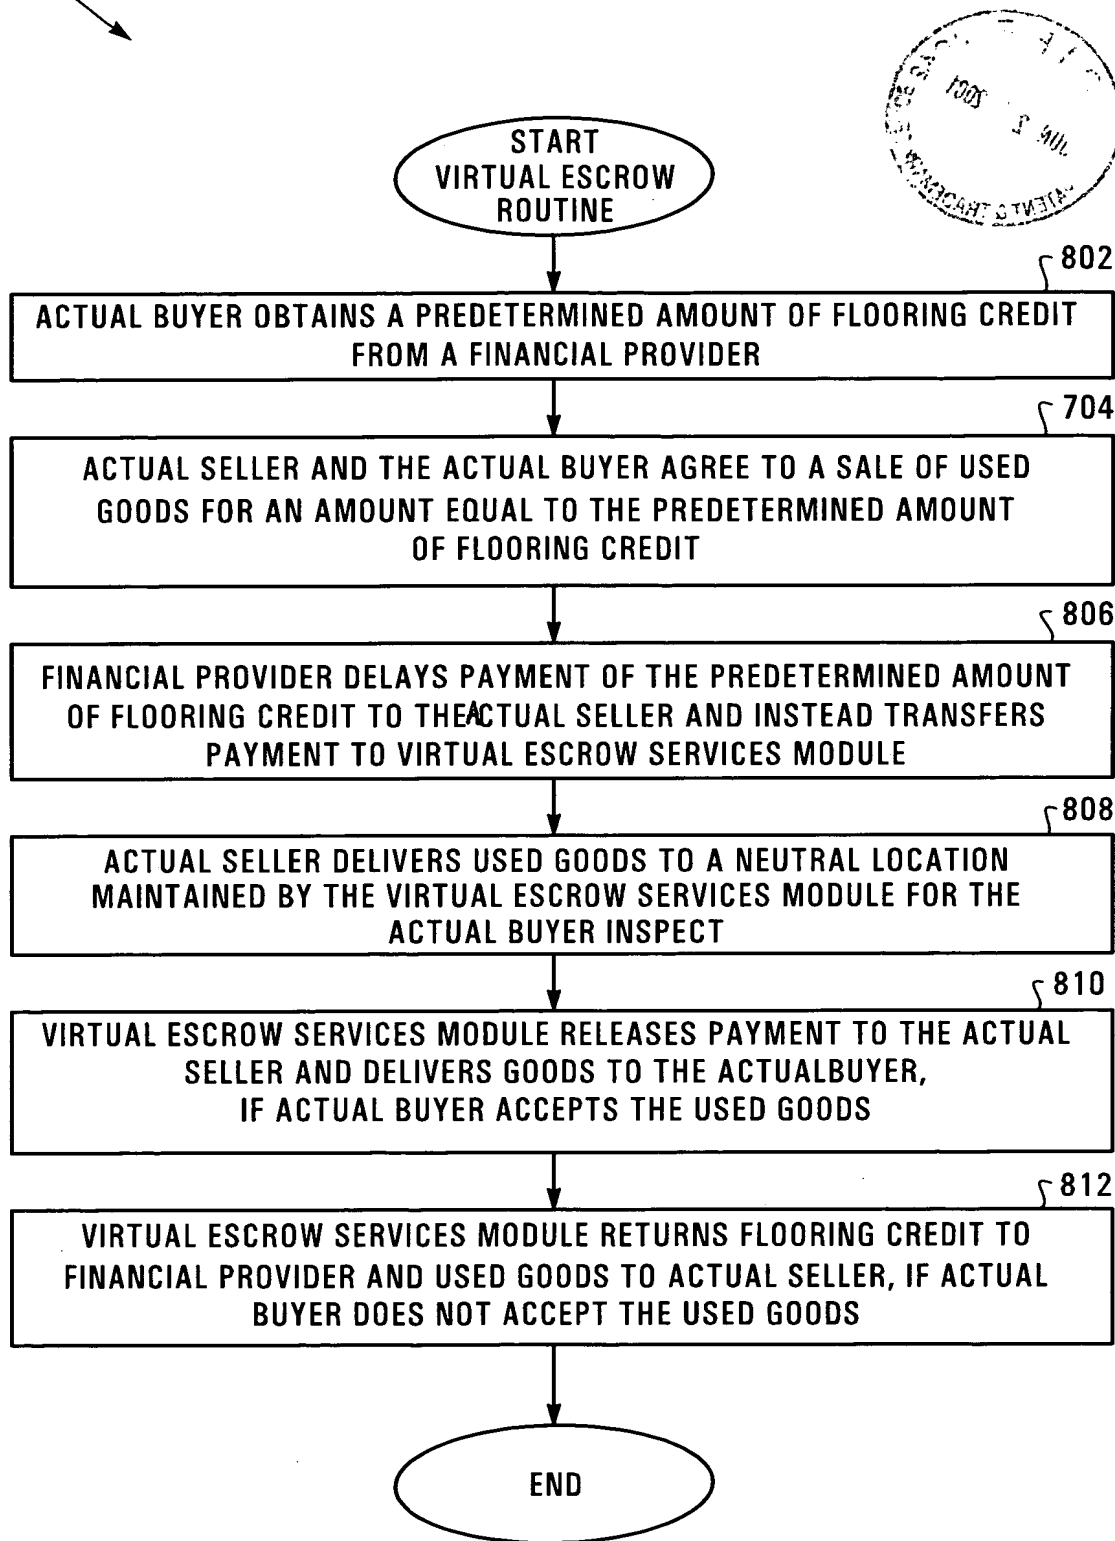 START
VIRTUAL ESCROW
ROUTINE
802
ACTUAL BUYER OBTAINS A PREDETERMINED AMOUNT OF FLOORING CREDIT
FROM A FINANCIAL PROVIDER
704
ACTUAL SELLER AND THE ACTUAL BUYER AGREE TO A SALE OF USED
GOODS FOR AN AMOUNT EQUAL TO THE PREDETERMINED AMOUNT
OF FLOORING CREDIT
806
FINANCIAL PROVIDER DELAYS PAYMENT OF THE PREDETERMINED AMOUNT
OF FLOORING CREDIT TO THEACTUAL SELLER AND INSTEAD TRANSFERS
PAYMENT TO VIRTUAL ESCROW SERVICES MODULE
808
ACTUAL SELLER DELIVERS USED GOODS TO A NEUTRAL LOCATION
MAINTAINED BY THE VIRTUAL ESCROW SERVICES MODULE FOR THE
ACTUAL BUYER INSPECT
810
VIRTUAL ESCROW SERVICES MODULE RELEASES PAYMENT TO THE ACTUAL
SELLER AND DELIVERS GOODS TO THE ACTUALBUYER,
IF ACTUAL BUYER ACCEPTS THE USED GOODS
812
VIRTUAL ESCROW SERVICES MODULE RETURNS FLOORING CREDIT TO
FINANCIAL PROVIDER AND USED GOODS TO ACTUAL SELLER, IF ACTUAL
BUYER DOES NOT ACCEPT THE USED GOODS
END